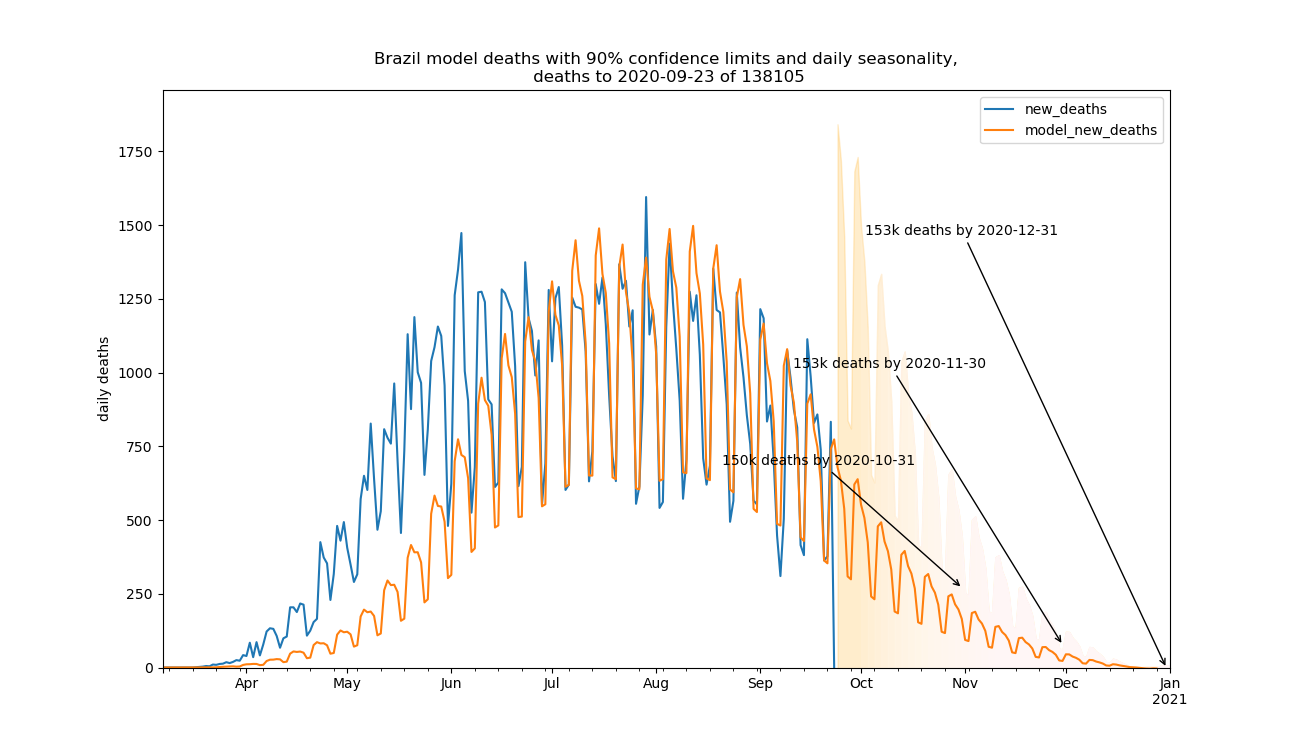 Brazil model deaths with 90% confidence limits and daily seasonality,
deaths to 2020-09-23 of 138105
new_deaths
model_new_deaths
1750
1500
1250
1000
750
500
250
0
daily deaths
153k deaths by 2020-12-31
153k deaths by 2020-11-30
150k deaths by 2020-10-31
Apr May Jun Jul Aug Sep Oct Nov Dec Jan
2021